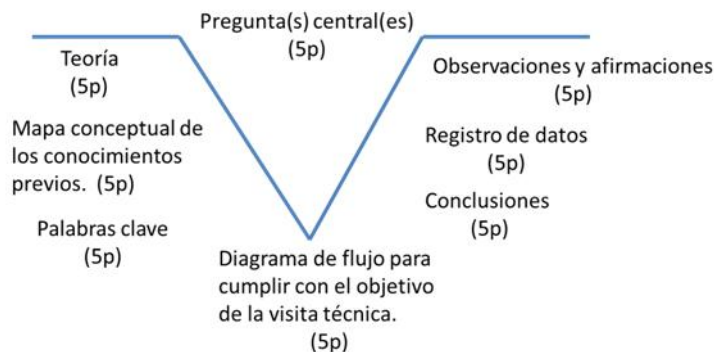 Pregunta(s) central(es)
(5p)
Teoría
(5p)
Mapa conceptual de
los conocimientos
previos. (5p)
Palabras clave
(5p)
Diagrama de flujo para
cumplir con el objetivo
de la visita técnica.
(5p)
Observaciones y afirmaciones
(5p)
Registro de datos
(5p)
Conclusiones
(5p)